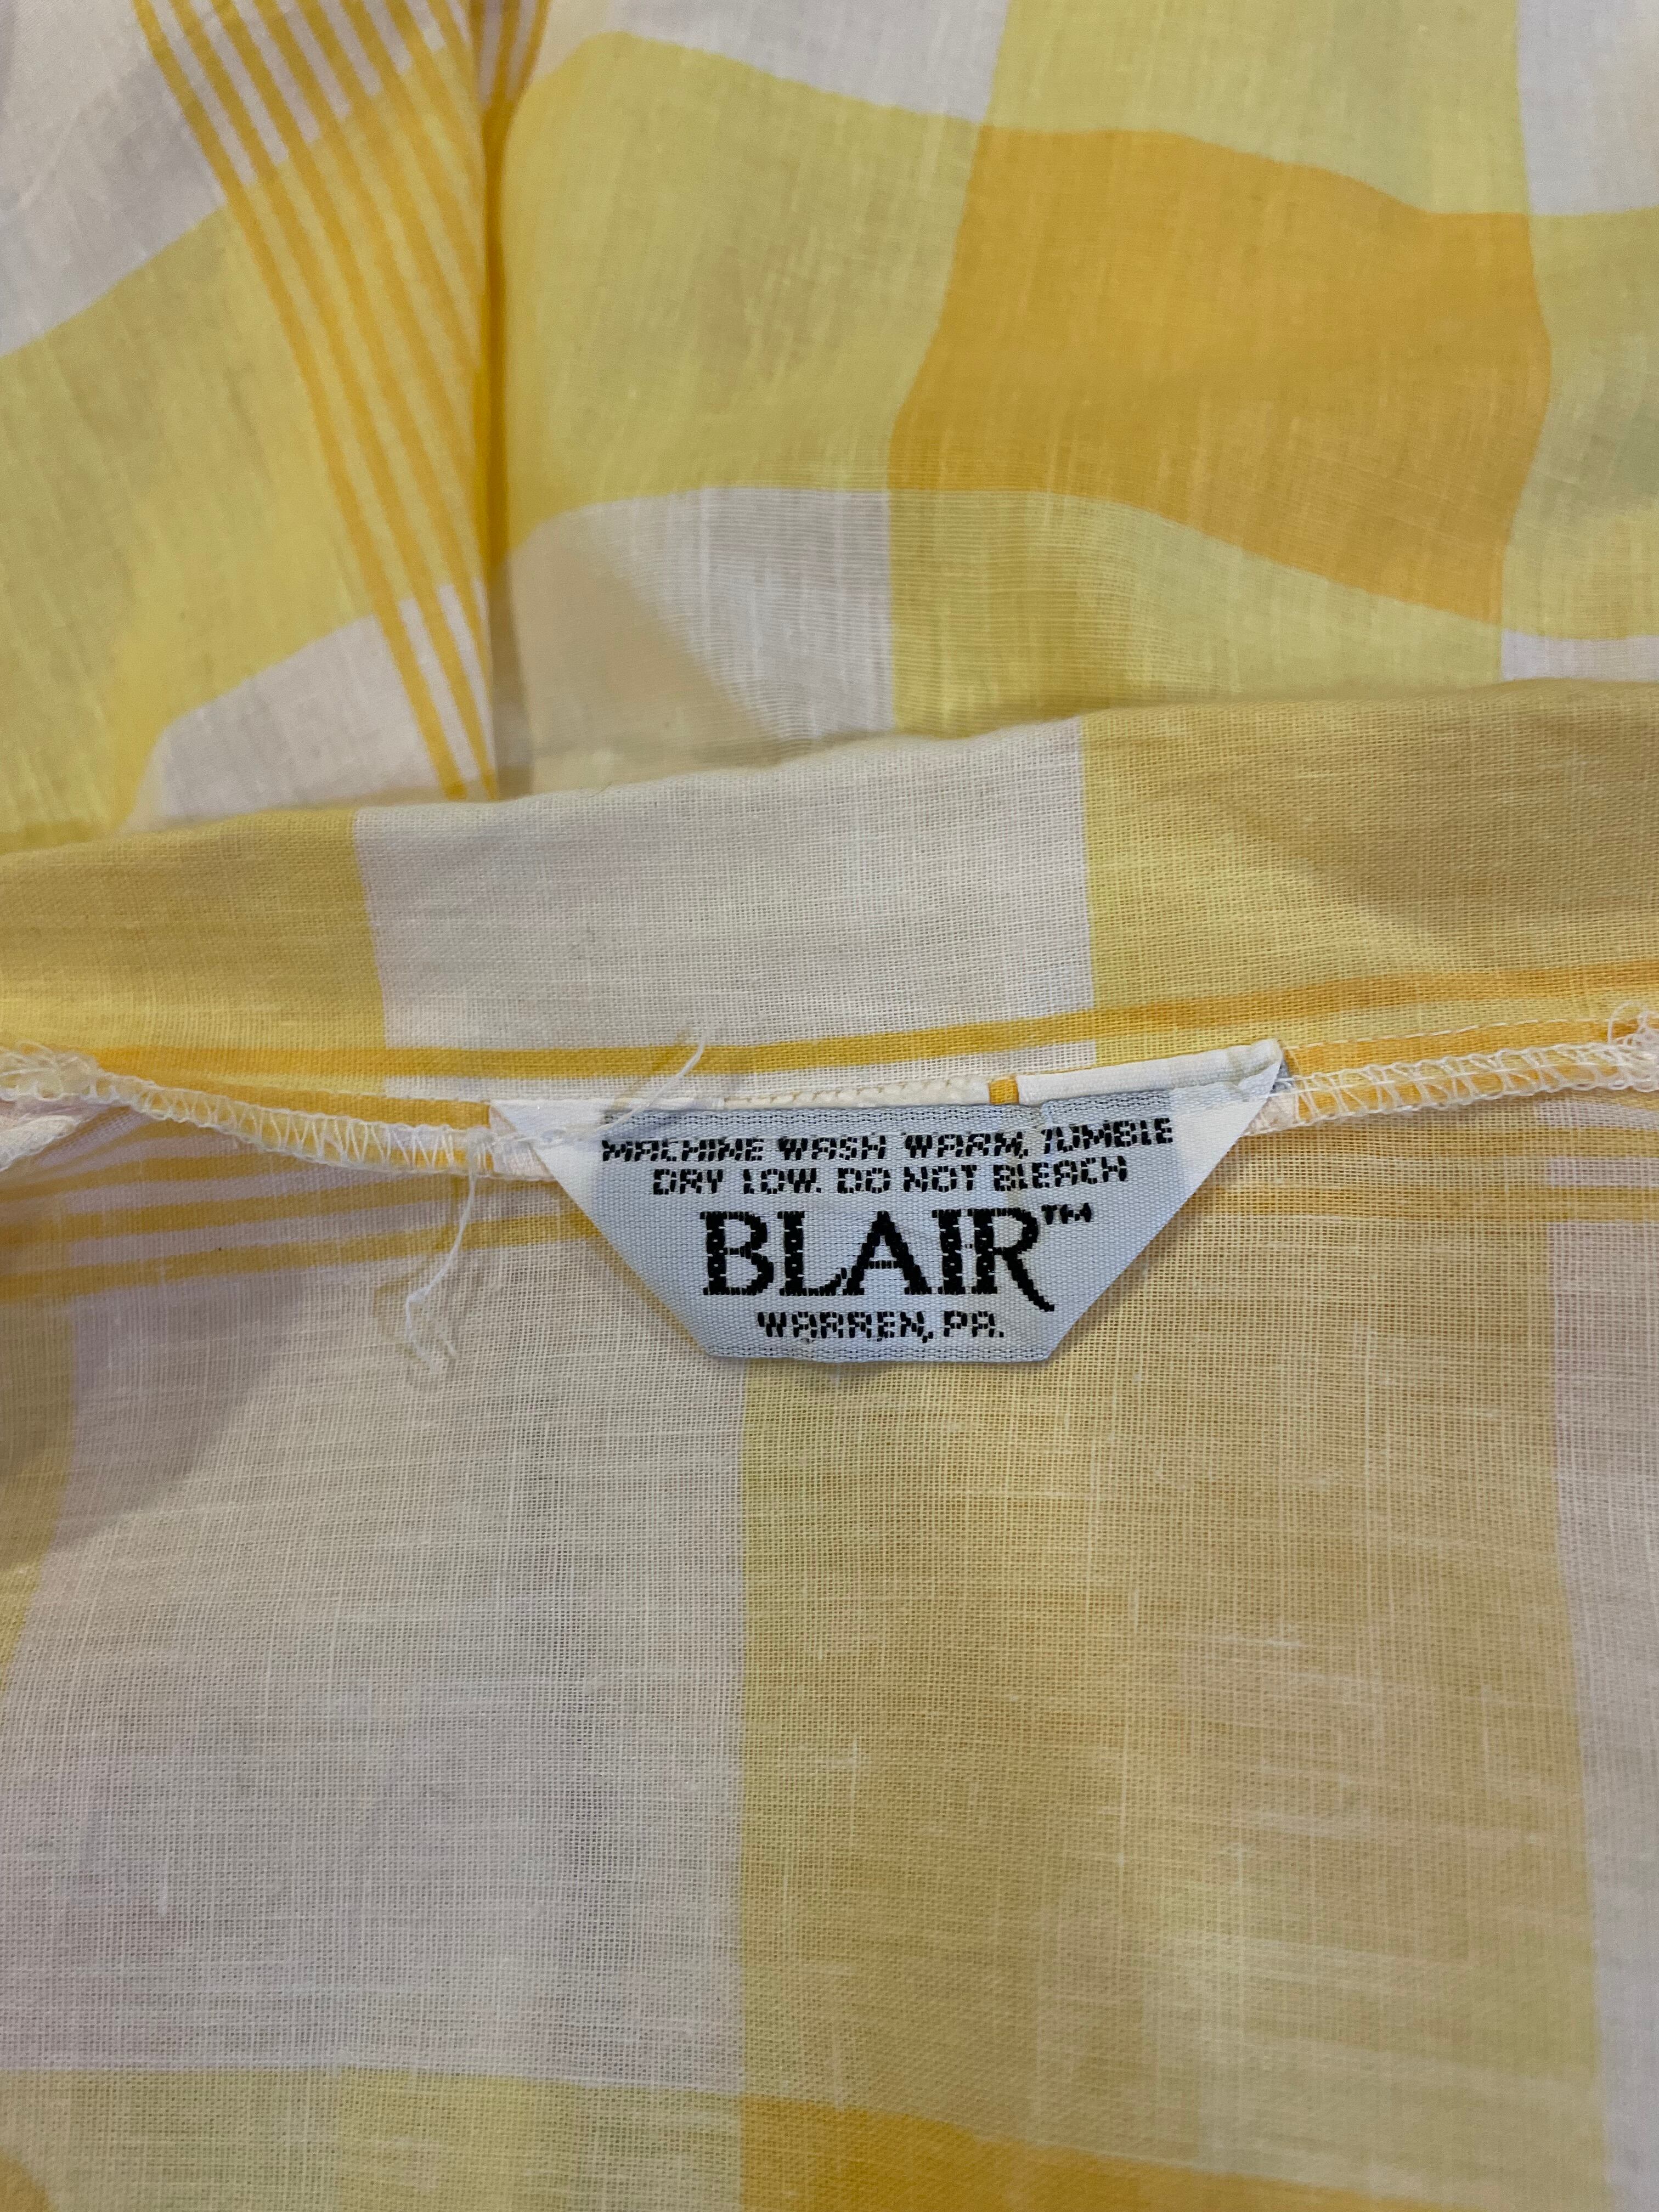 MACHINE WASH WARM, TUMBLE
DRY LOW. DO NOT BLEACH
BLAIR™
WARREN, PA.